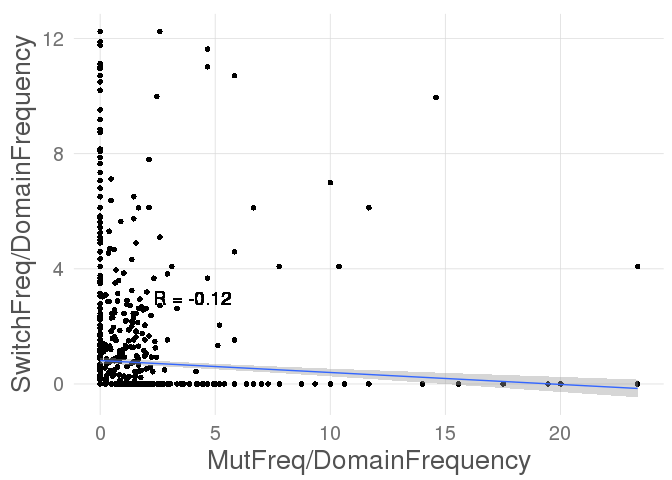 12
8
4
0
SwitchFreq/DomainFrequency
R = -0.12
0 5 10 15 20
MutFreq/DomainFrequency